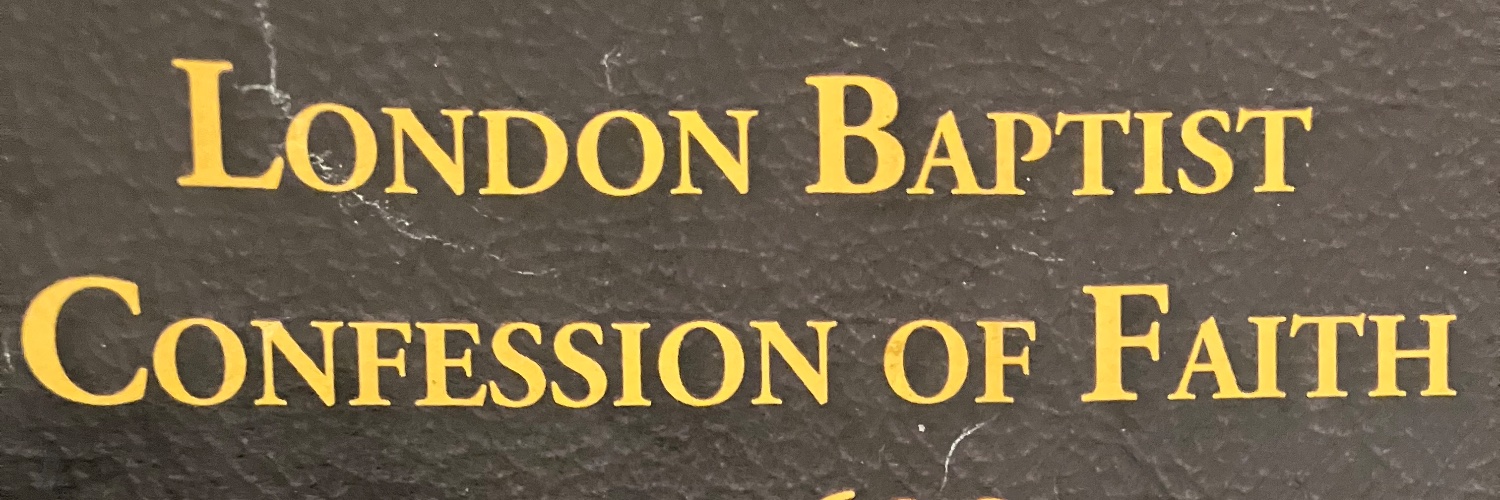 London Baptist
Confession of Faith